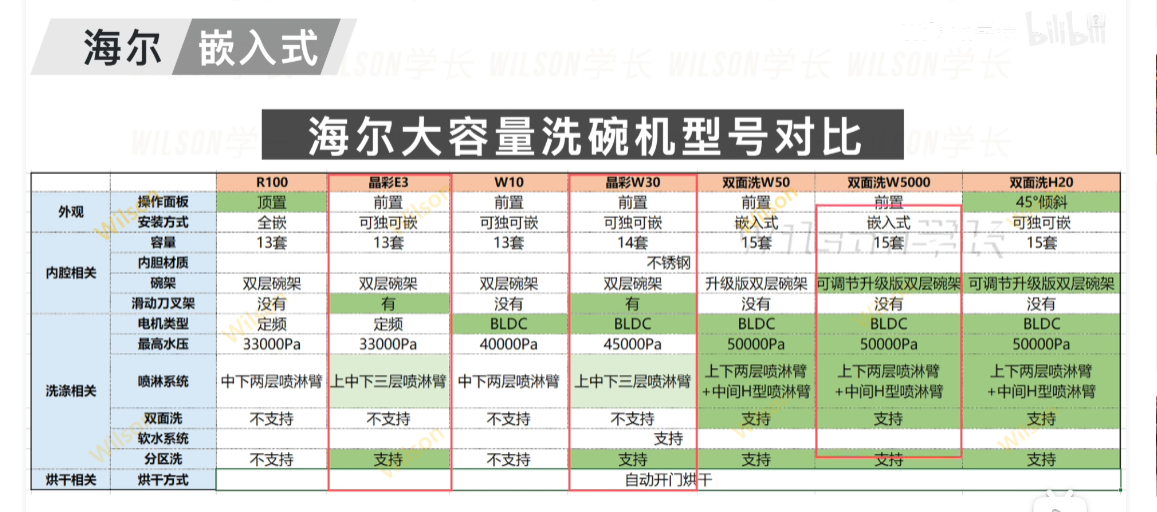 海尔 嵌入式
WILSON学长 WILSON学长 WILSON学长 WILSON学长
bilibili
海尔大容量洗碗机型号对比
R100 晶彩E3 W10 晶彩W30 双面洗W50 双面洗W5000 双面洗H20
外观 操作面板 顶置 前置 前置 前置 前置 前置 45°倾斜
安装方式 全嵌 可独可嵌 可独可嵌 可独可嵌 嵌入式 嵌入式 可独可嵌
内腔相关 容量 13套 13套 13套 14套 15套 15套 15套
内胆材质 不锈钢
碗架 双层碗架 双层碗架 双层碗架 双层碗架 升级版双层碗架 可调节升级版双层碗架 可调节升级版双层碗架
滑动刀叉架 没有 有 没有 有 没有 没有 没有
洗涤相关 电机类型 定频 定频 BLDC BLDC BLDC BLDC BLDC
最高水压 33000Pa 33000Pa 40000Pa 45000Pa 50000Pa 50000Pa 50000Pa
喷淋系统 中下两层喷淋臂 上中下三层喷淋臂 中下两层喷淋臂 上中下三层喷淋臂 上下两层喷淋臂 上下两层喷淋臂 上下两层喷淋臂
+中间H型喷淋臂 +中间H型喷淋臂 +中间H型喷淋臂
双面洗 不支持 不支持 不支持 不支持 支持 支持 支持
软水系统 支持
分区洗 不支持 支持 不支持 支持 支持 支持 支持
烘干相关 烘干方式 自动开门烘干